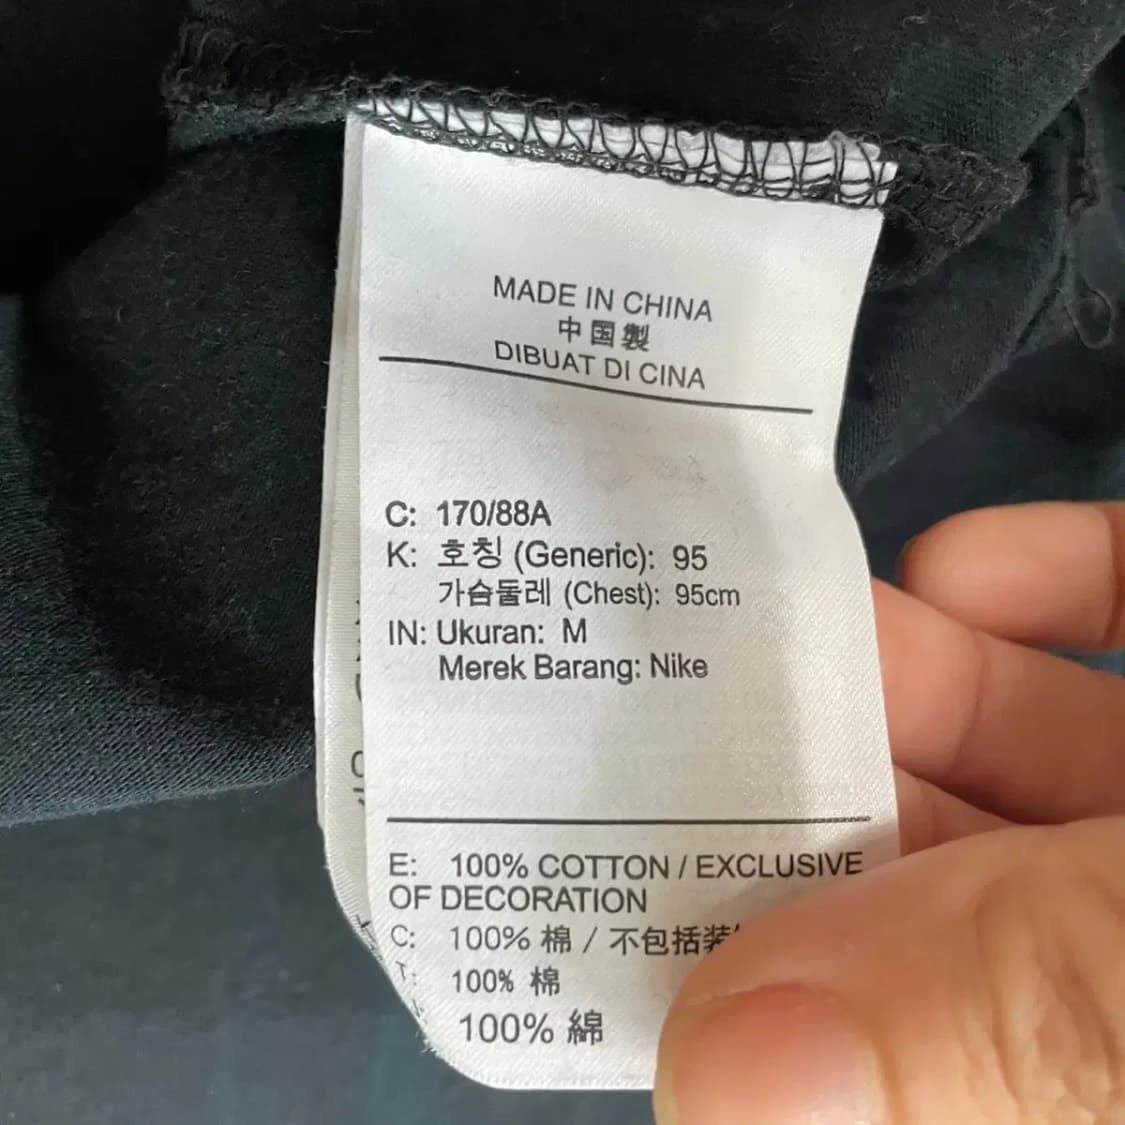 MADE IN CHINA
中国製
DIBUAT DI CINA
C: 170/88A
K: 호칭 (Generic): 95
가슴둘레 (Chest): 95cm
IN: Ukuran: M
Merek Barang: Nike
E: 100% COTTON / EXCLUSIVE
OF DECORATION
C: 100% 棉 / 不包括装
T: 100% 棉
100% 綿